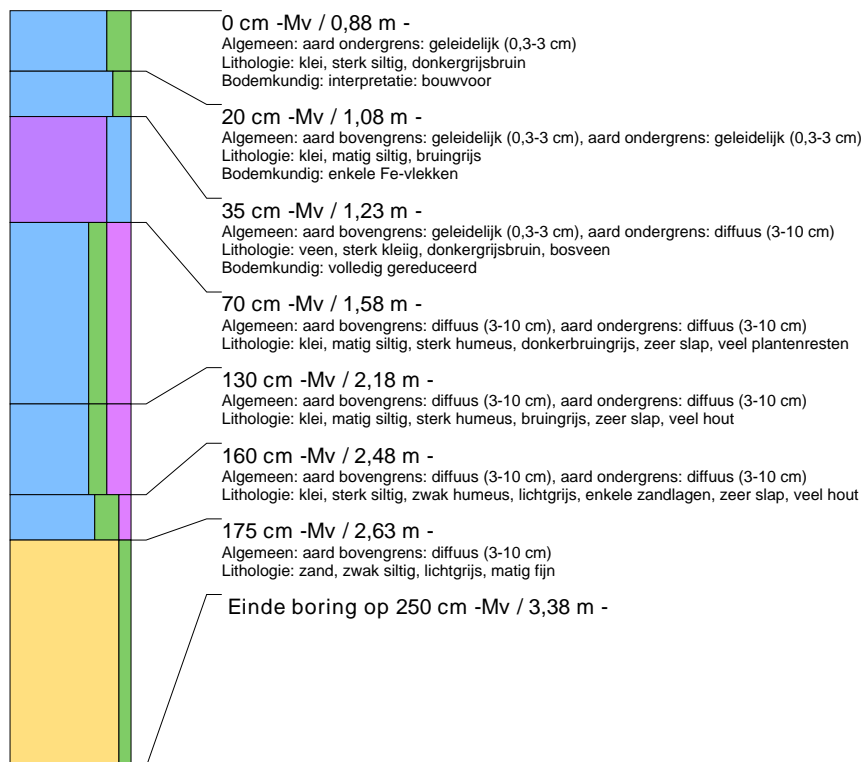 0 cm -Mv / 0,88 m -
Algemeen: aard ondergrens: geleidelijk (0,3-3 cm)
Lithologie: klei, sterk siltig, donkergrijsbruin
Bodemkundig: interpretatie: bouwvoor
20 cm -Mv / 1,08 m -
Algemeen: aard bovengrens: geleidelijk (0,3-3 cm), aard ondergrens: geleidelijk (0,3-3 cm)
Lithologie: klei, matig siltig, bruingrijs
Bodemkundig: enkele Fe-vlekken
35 cm -Mv / 1,23 m -
Algemeen: aard bovengrens: geleidelijk (0,3-3 cm), aard ondergrens: diffuus (3-10 cm)
Lithologie: veen, sterk kleiig, donkergrijsbruin, bosveen
Bodemkundig: volledig gereduceerd
70 cm -Mv / 1,58 m -
Algemeen: aard bovengrens: diffuus (3-10 cm), aard ondergrens: diffuus (3-10 cm)
Lithologie: klei, matig siltig, sterk humeus, donkerbruingrijs, zeer slap, veel plantenresten
130 cm -Mv / 2,18 m -
Algemeen: aard bovengrens: diffuus (3-10 cm), aard ondergrens: diffuus (3-10 cm)
Lithologie: klei, matig siltig, sterk humeus, bruingrijs, zeer slap, veel hout
160 cm -Mv / 2,48 m -
Algemeen: aard bovengrens: diffuus (3-10 cm), aard ondergrens: diffuus (3-10 cm)
Lithologie: klei, sterk siltig, zwak humeus, lichtgrijs, enkele zandlagen, zeer slap, veel hout
175 cm -Mv / 2,63 m -
Algemeen: aard bovengrens: diffuus (3-10 cm)
Lithologie: zand, zwak siltig, lichtgrijs, matig fijn
Einde boring op 250 cm -Mv / 3,38 m -